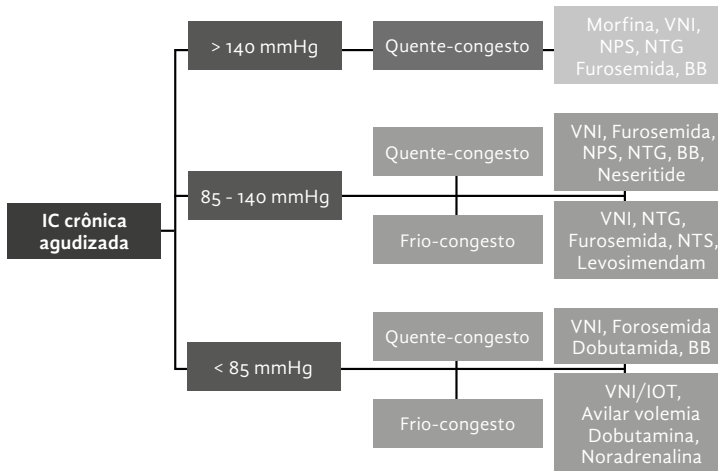 IC crônica
agudizada
> 140 mmHg
Quente-congesto
Morfina, VNI,
NPS, NTG
Furosemida, BB
85 - 140 mmHg
Quente-congesto
VNI, Furosemida,
NPS, NTG, BB,
Neseritide
Frio-congesto
VNI, NTG,
Furosemida, NTS,
Levosimendam
< 85 mmHg
Quente-congesto
VNI, Forosemida
Dobutamida, BB
Frio-congesto
VNI/IOT,
Avilar volemia
Dobutamina,
Noradrenalina